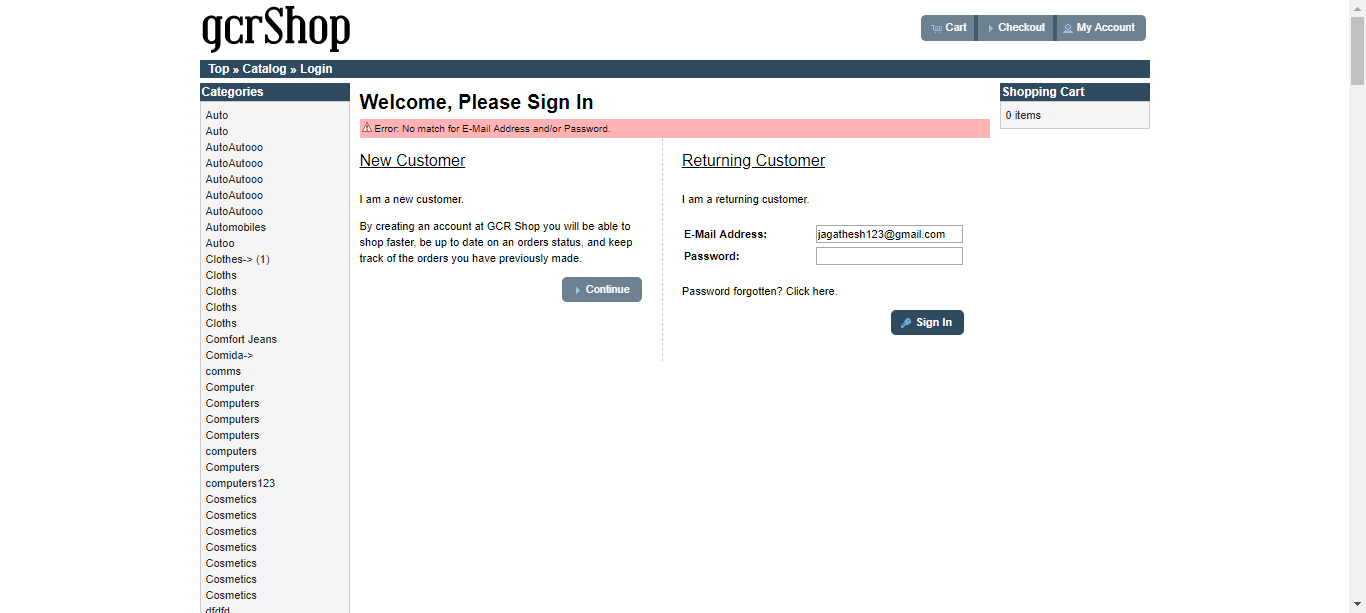 gcrShop
Cart
Checkout
My Account
Top » Catalog » Login
Categories
Auto
Auto
AutoAutooo
AutoAutooo
AutoAutooo
AutoAutooo
AutoAutooo
Automobiles
Autoo
Clothes-> (1)
Cloths
Cloths
Cloths
Cloths
Comfort Jeans
Comida->
comms
Computer
Computers
Computers
Computers
computers
Computers
computers123
Cosmetics
Cosmetics
Cosmetics
Cosmetics
Cosmetics
Cosmetics
Cosmetics
dfdfd
Welcome, Please Sign In
Error: No match for E-Mail Address and/or Password.
New Customer
I am a new customer.
By creating an account at GCR Shop you will be able to
shop faster, be up to date on an orders status, and keep
track of the orders you have previously made.
Continue
Returning Customer
I am a returning customer.
E-Mail Address: jagathesh123@gmail.com
Password:
Password forgotten? Click here.
Sign In
Shopping Cart
0 items